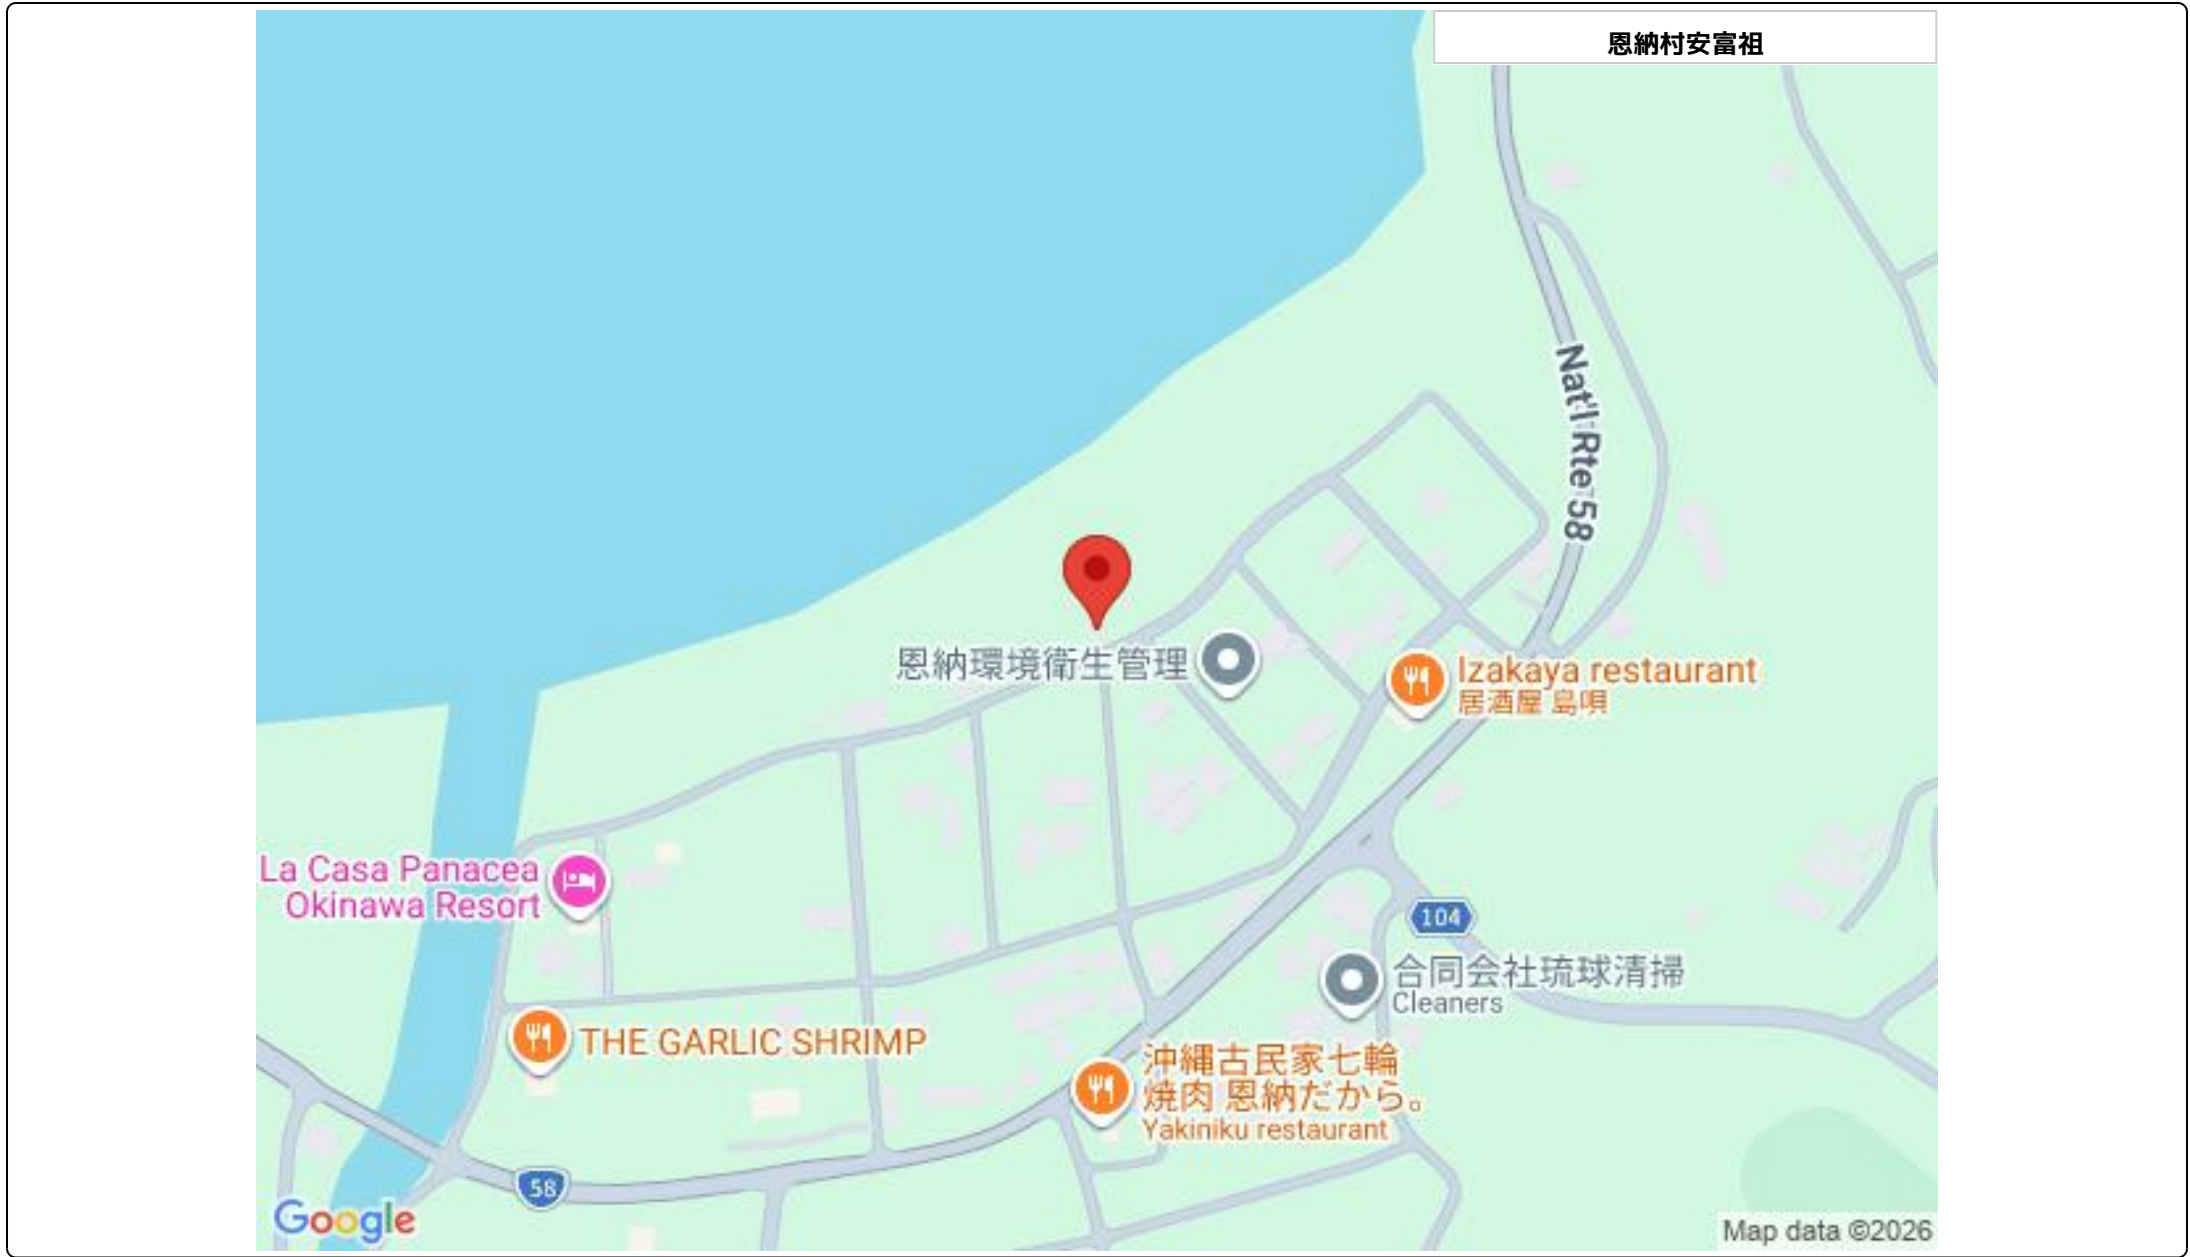 恩納村安富祖
Nat'l Rte 58
恩納環境衛生管理
Izakaya restaurant
居酒屋 島唄
La Casa Panacea
Okinawa Resort
104
合同会社琉球清掃
Cleaners
THE GARLIC SHRIMP
沖縄古民家七輪
焼肉 恩納だから。
Yakiniku restaurant
58
Google
Map data ©2026